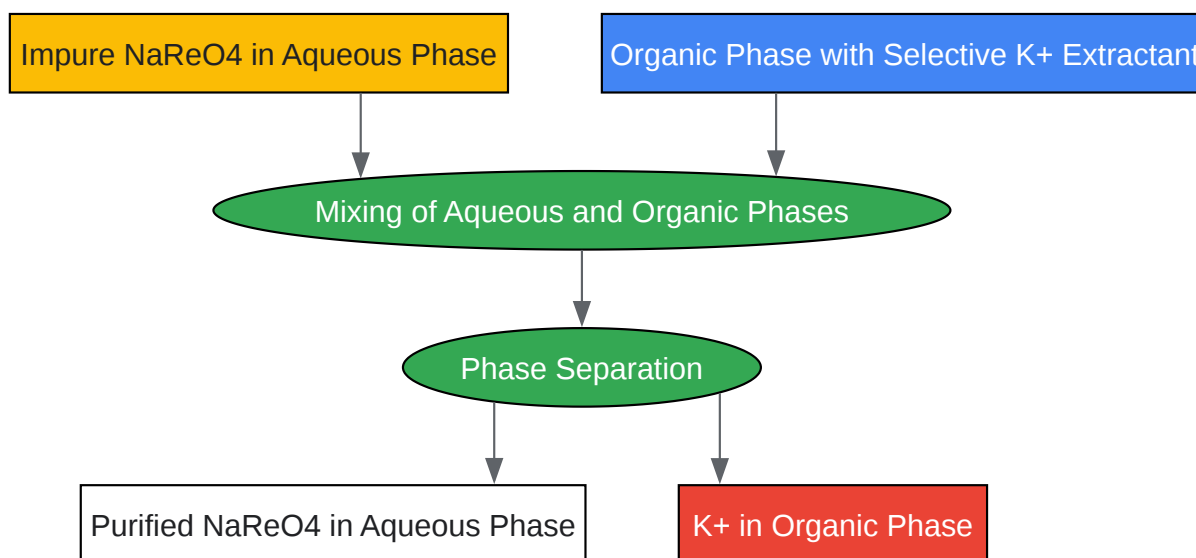 Impure NaReO4 in Aqueous Phase
Organic Phase with Selective K+ Extractant
Mixing of Aqueous and Organic Phases
Phase Separation
Purified NaReO4 in Aqueous Phase
K+ in Organic Phase